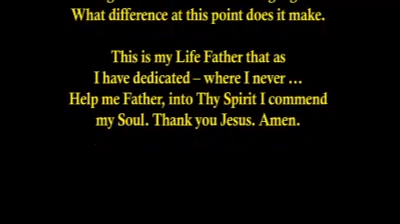 What difference at this point does it make.
This is my Life Father that as
I have dedicated – where I never ...
Help me Father, into Thy Spirit I commend
my Soul. Thank you Jesus. Amen.